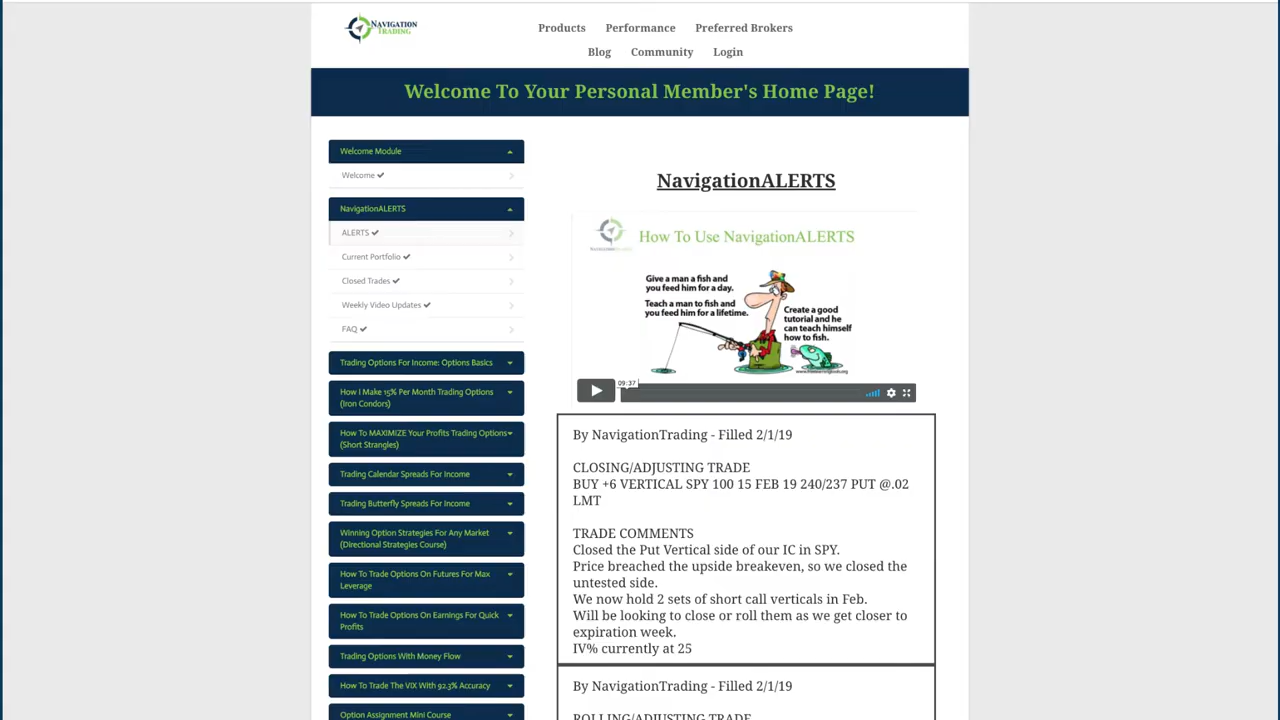 NAVIGATION
TRADING
Products
Performance
Preferred Brokers
Blog
Community
Login
Welcome To Your Personal Member's Home Page!
Welcome Module
Welcome
NavigationALERTS
ALERTS
Current Portfolio
Closed Trades
Weekly Video Updates
FAQ
Trading Options For Income: Options Basics
How I Make 15% Per Month Trading Options
(Iron Condors)
How To MAXIMIZE Your Profits Trading Options
(Short Strangles)
Trading Calendar Spreads For Income
Trading Butterfly Spreads For Income
Winning Option Strategies For Any Market
(Directional Strategies Course)
How To Trade Options On Futures For Max
Leverage
How To Trade Options On Earnings For Quick
Profits
Trading Options With Money Flow
How To Trade The VIX With 92.3% Accuracy
Option Assignment Mini Course
NavigationALERTS
How To Use NavigationALERTS
Give a man a fish and
you feed him for a day.
Teach a man to fish and
you feed him for a lifetime.
Create a good
tutorial and he
can teach himself
how to fish.
09:37
By NavigationTrading - Filled 2/1/19
CLOSING/ADJUSTING TRADE
BUY +6 VERTICAL SPY 100 15 FEB 19 240/237 PUT @.02
LMT
TRADE COMMENTS
Closed the Put Vertical side of our IC in SPY.
Price breached the upside breakeven, so we closed the
untested side.
We now hold 2 sets of short call verticals in Feb.
Will be looking to close or roll them as we get closer to
expiration week.
IV% currently at 25
By NavigationTrading - Filled 2/1/19
ROLLING/ADJUSTING TRADE